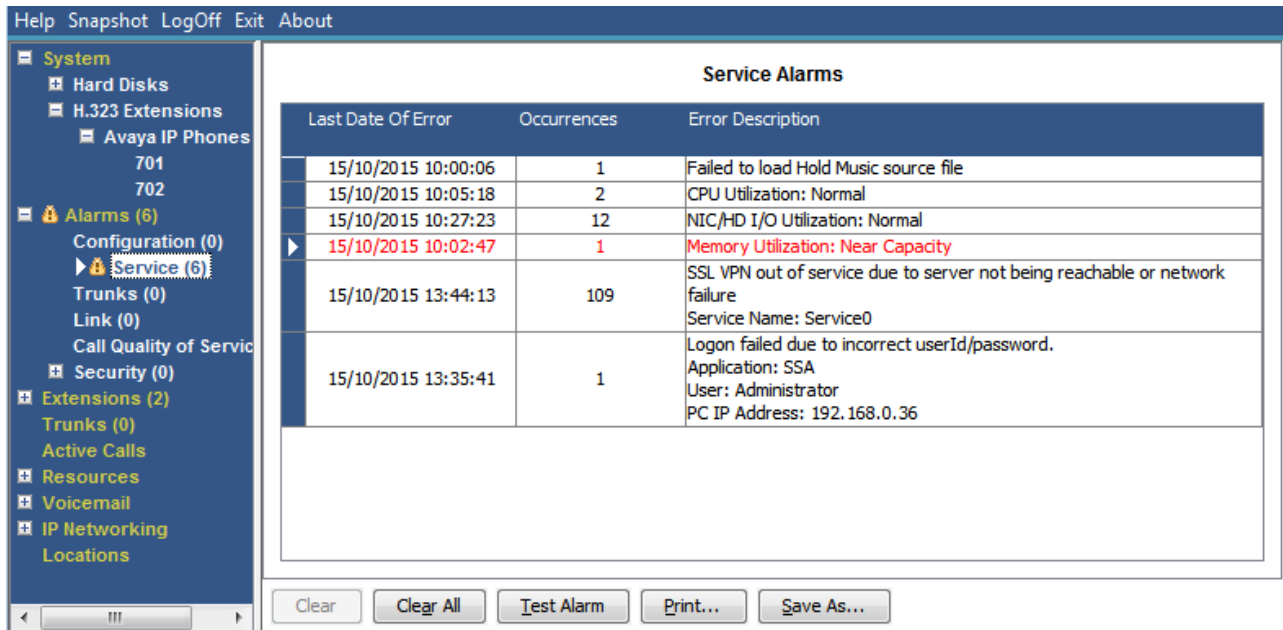 Help Snapshot LogOff Exit About
System
Hard Disks
H.323 Extensions
Avaya IP Phones
701
702
Alarms (6)
Configuration (0)
Service (6)
Trunks (0)
Link (0)
Call Quality of Servic
Security (0)
Extensions (2)
Trunks (0)
Active Calls
Resources
Voicemail
IP Networking
Locations
Service Alarms
Last Date Of Error Occurrences Error Description
15/10/2015 10:00:06 1 Failed to load Hold Music source file
15/10/2015 10:05:18 2 CPU Utilization: Normal
15/10/2015 10:27:23 12 NIC/HD I/O Utilization: Normal
15/10/2015 10:02:47 1 Memory Utilization: Near Capacity
SSL VPN out of service due to server not being reachable or network
15/10/2015 13:44:13 109 failure
Service Name: Service0
Logon failed due to incorrect userId/password.
Application: SSA
15/10/2015 13:35:41 1 User: Administrator
PC IP Address: 192.168.0.36
Clear Clear All Test Alarm Print... Save As...